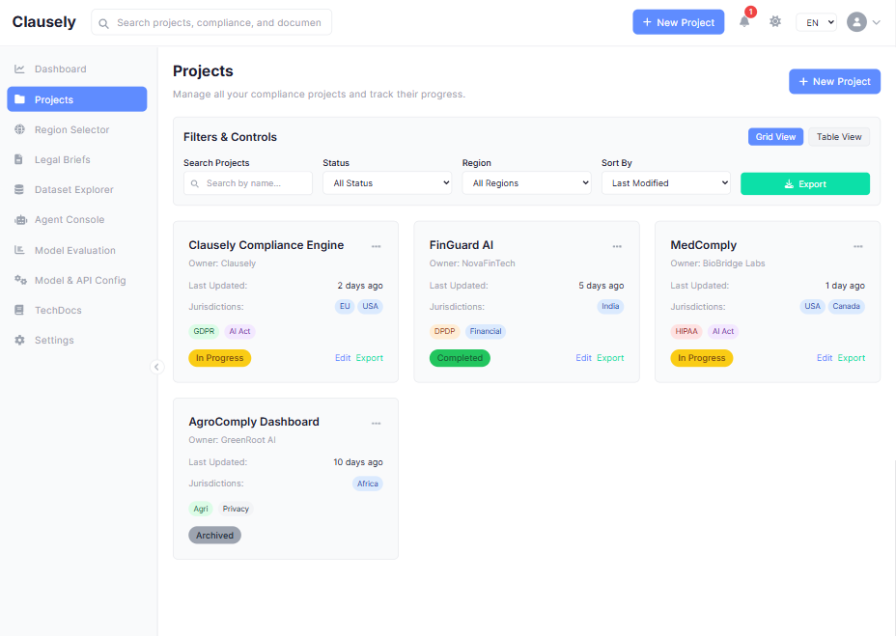 Clausely
Search projects, compliance, and documen
+ New Project
1
EN
Dashboard
Projects
Region Selector
Legal Briefs
Dataset Explorer
Agent Console
Model Evaluation
Model & API Config
TechDocs
Settings
Projects
Manage all your compliance projects and track their progress.
+ New Project
Filters & Controls
Grid View
Table View
Search Projects
Status
Region
Sort By
Search by name...
All Status
All Regions
Last Modified
Export
Clausely Compliance Engine
Owner: Clausely
Last Updated: 2 days ago
Jurisdictions: EU USA
GDPR AI Act
In Progress Edit Export
FinGuard AI
Owner: NovaFinTech
Last Updated: 5 days ago
Jurisdictions: India
DPDP Financial
Completed Edit Export
MedComply
Owner: BioBridge Labs
Last Updated: 1 day ago
Jurisdictions: USA Canada
HIPAA AI Act
In Progress Edit Export
AgroComply Dashboard
Owner: GreenRoot AI
Last Updated: 10 days ago
Jurisdictions: Africa
Agri Privacy
Archived